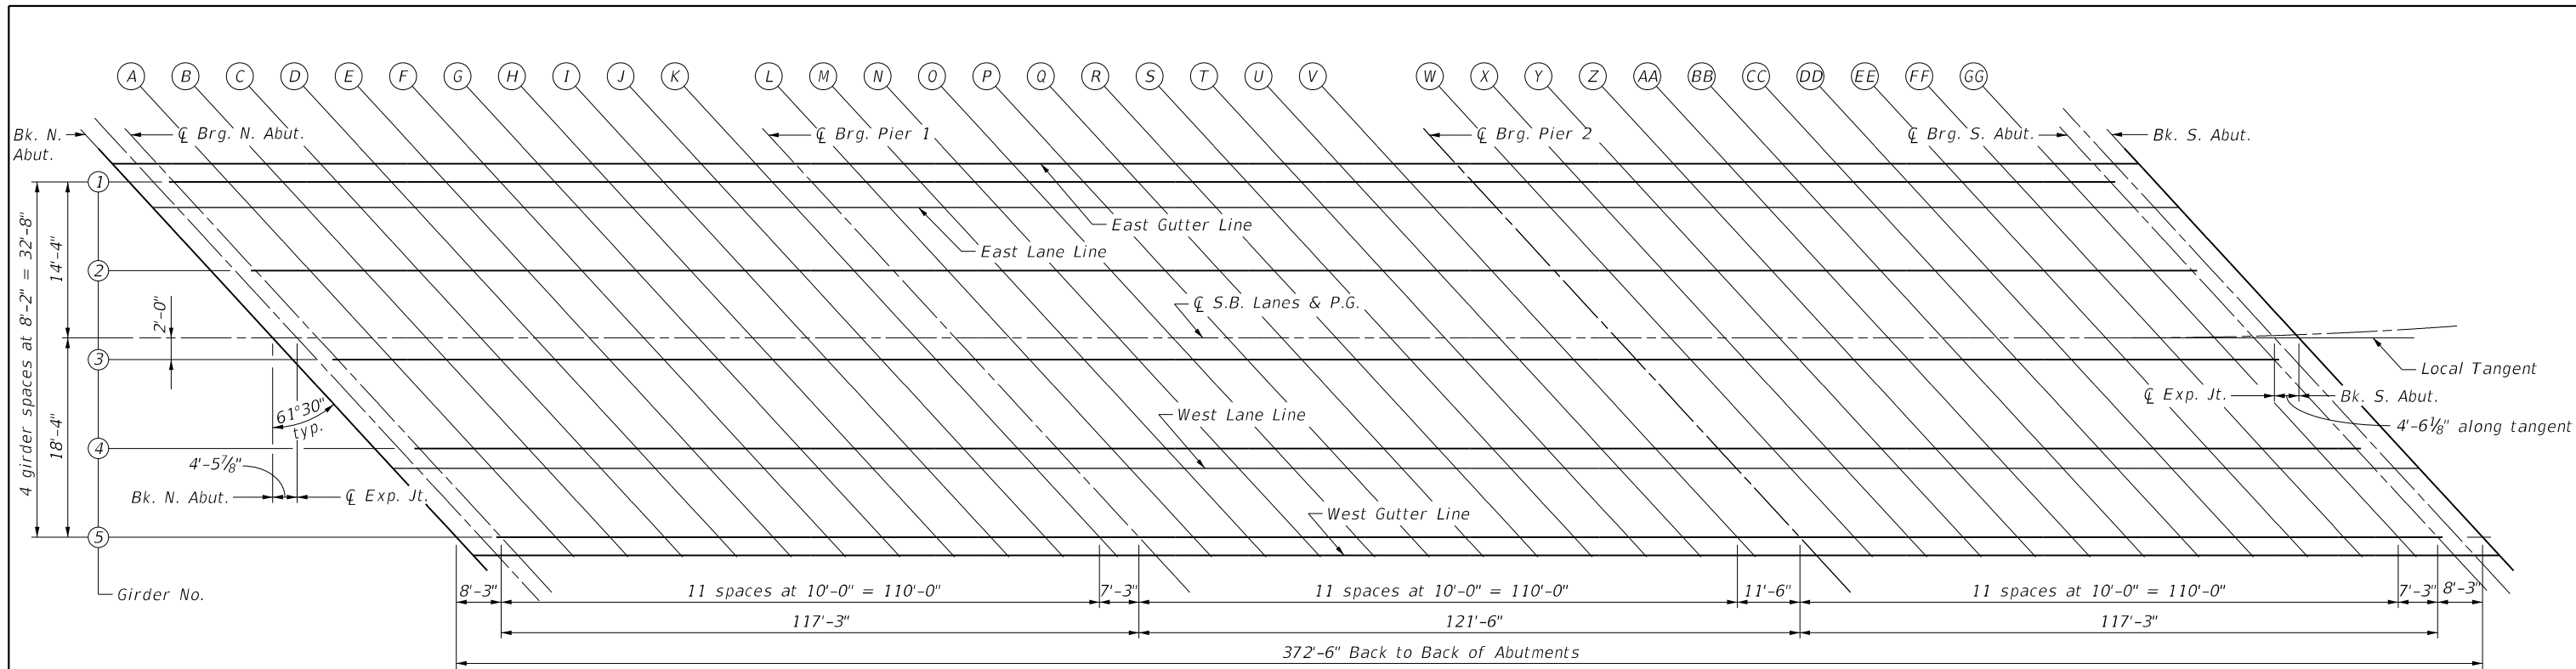 A B C D E F G H I J K L M N O P Q R S T U V W X Y Z AA BB CC DD EE FF GG
Bk. N.
Abut.
℄ Brg. N. Abut.
℄ Brg. Pier 1
℄ Brg. Pier 2
℄ Brg. S. Abut.
Bk. S. Abut.
1
East Gutter Line
East Lane Line
2
℄ S.B. Lanes & P.G.
4 girder spaces at 8'-2" = 32'-8"
14'-4"
2'-0"
3
Local Tangent
℄ Exp. Jt.
Bk. S. Abut.
61°30"
typ.
West Lane Line
4'-6⅛" along tangent
18'-4"
4
4'-5⅞"
Bk. N. Abut.
℄ Exp. Jt.
West Gutter Line
5
Girder No.
8'-3"
11 spaces at 10'-0" = 110'-0"
7'-3"
11 spaces at 10'-0" = 110'-0"
11'-6"
11 spaces at 10'-0" = 110'-0"
7'-3"
8'-3"
117'-3"
121'-6"
117'-3"
372'-6" Back to Back of Abutments